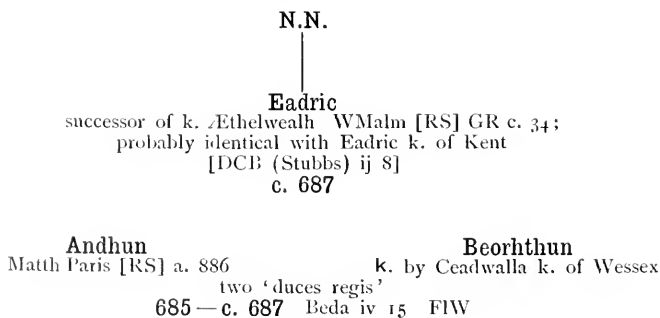 N.N.
Eadric
successor of k. Æthelwealh WMalm [RS] GR c. 34;
probably identical with Eadric k. of Kent
[DCB (Stubbs) ij 8]
c. 687
Andhun Beorhthun
Matth Paris [RS] a. 886 k. by Ceadwalla k. of Wessex
two 'duces regis'
685 — c. 687 Beda iv 15 FlW